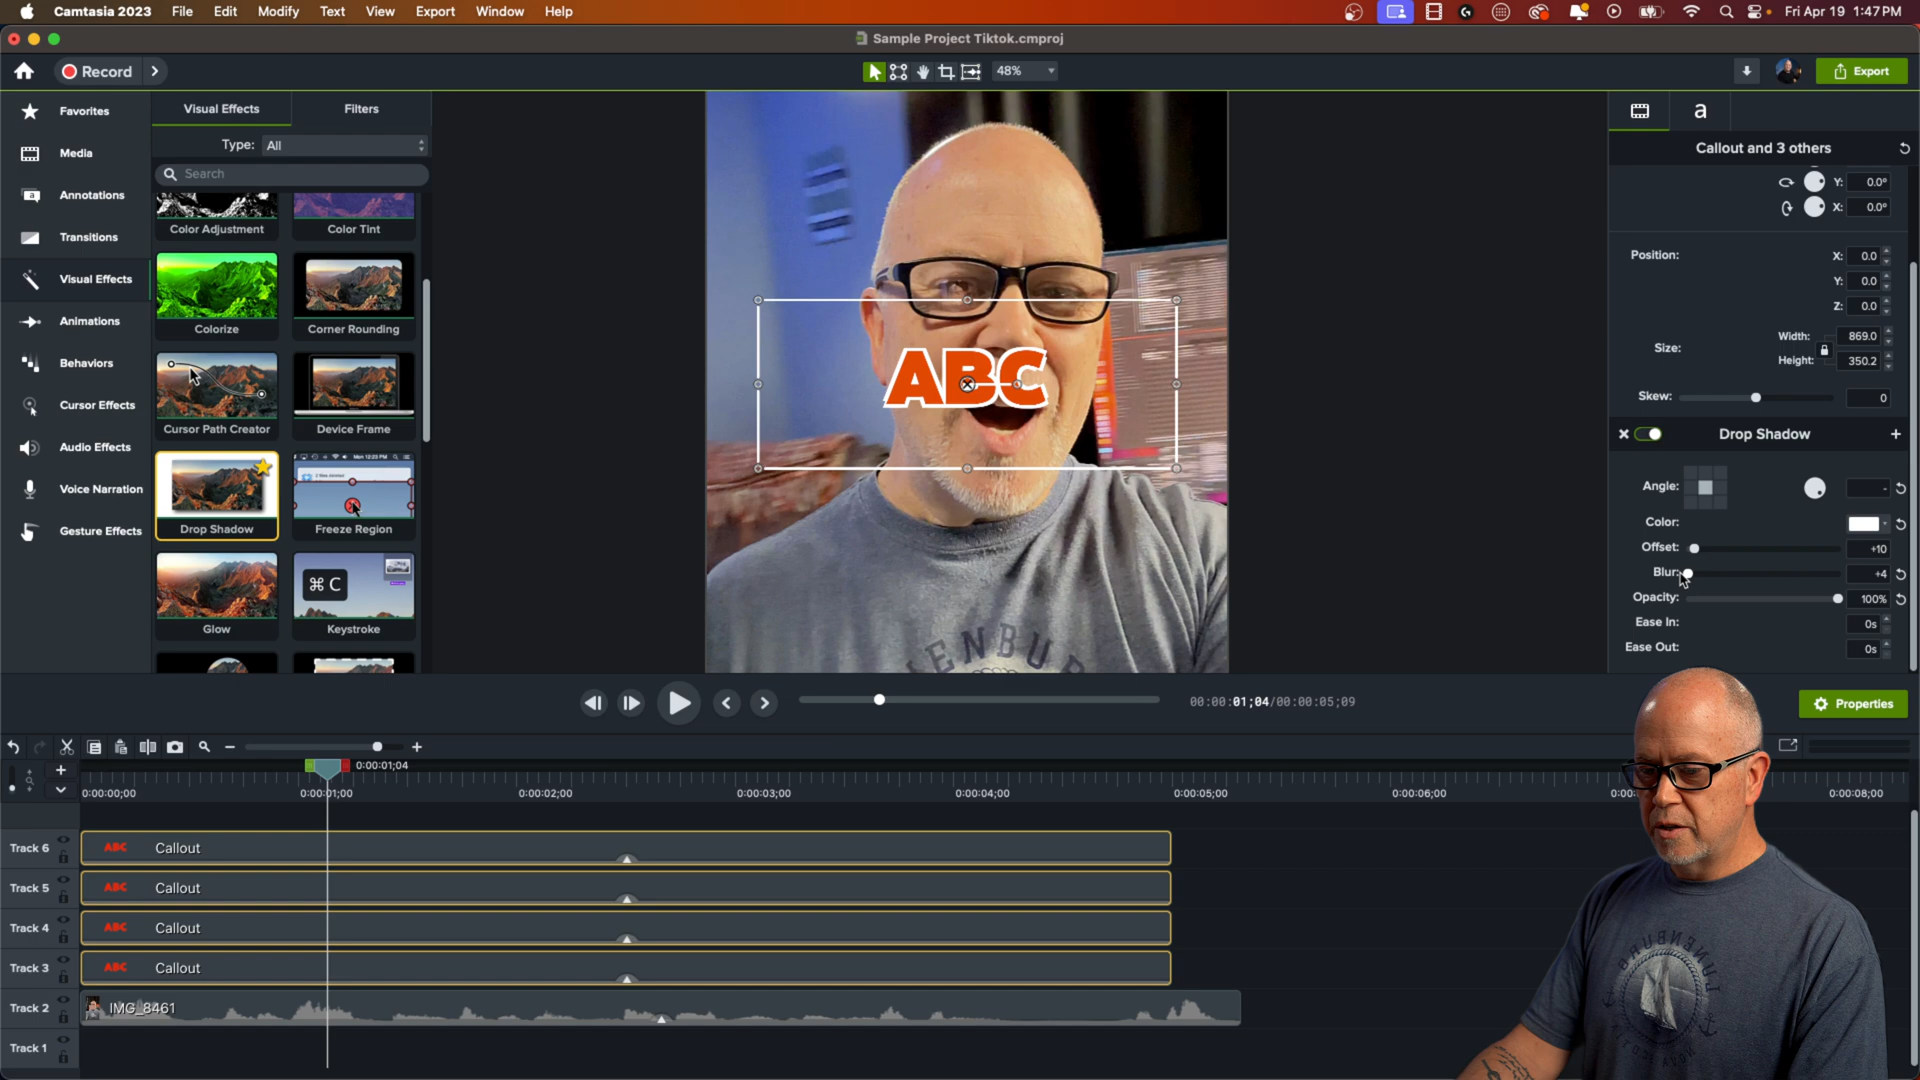 Camtasia 2023 File Edit Modify Text View Export Window Help
Fri Apr 19 1:47 PM
Sample Project Tiktok.cmproj
Record
48%
Export
Favorites
Media
Annotations
Transitions
Visual Effects
Animations
Behaviors
Cursor Effects
Audio Effects
Voice Narration
Gesture Effects
Visual Effects Filters
Type: All
Search
Color Adjustment Color Tint
Colorize Corner Rounding
Cursor Path Creator Device Frame
Drop Shadow Freeze Region
⌘ C
Glow Keystroke
ABC
a
Callout and 3 others
Y: 0.0°
X: 0.0°
Position: X: 0.0
Y: 0.0
Z: 0.0
Size: Width: 869.0
Height: 350.2
Skew: 0
Drop Shadow
Angle: -
Color:
Offset: +10
Blur: +4
Opacity: 100%
Ease In: 0s
Ease Out: 0s
00:00:01;04/00:00:05;09
Properties
0:00:01;04
0:00:00;00 0:00:01;00 0:00:02;00 0:00:03;00 0:00:04;00 0:00:05;00 0:00:06;00 0:00:08;00
Track 6 ABC Callout
Track 5 ABC Callout
Track 4 ABC Callout
Track 3 ABC Callout
Track 2 IMG_8461
Track 1